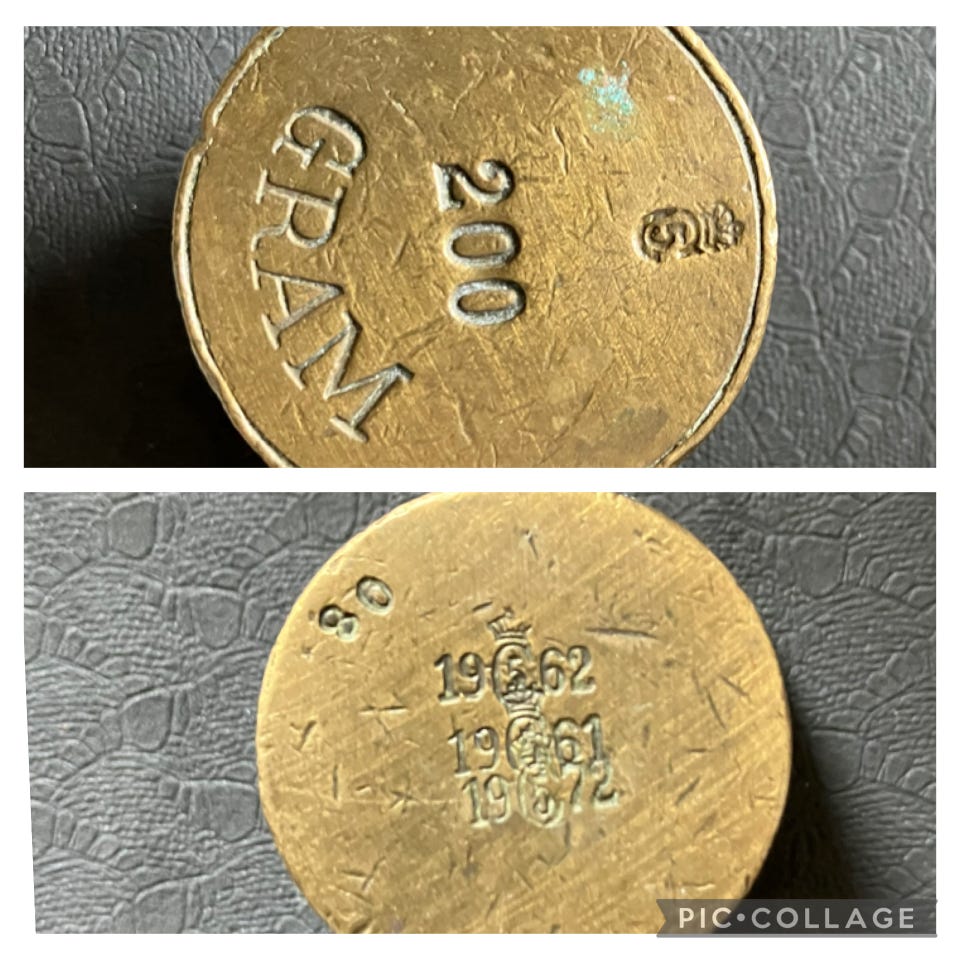 200
GRAM
80
19 62
19 61
19 72
PIC•COLLAGE